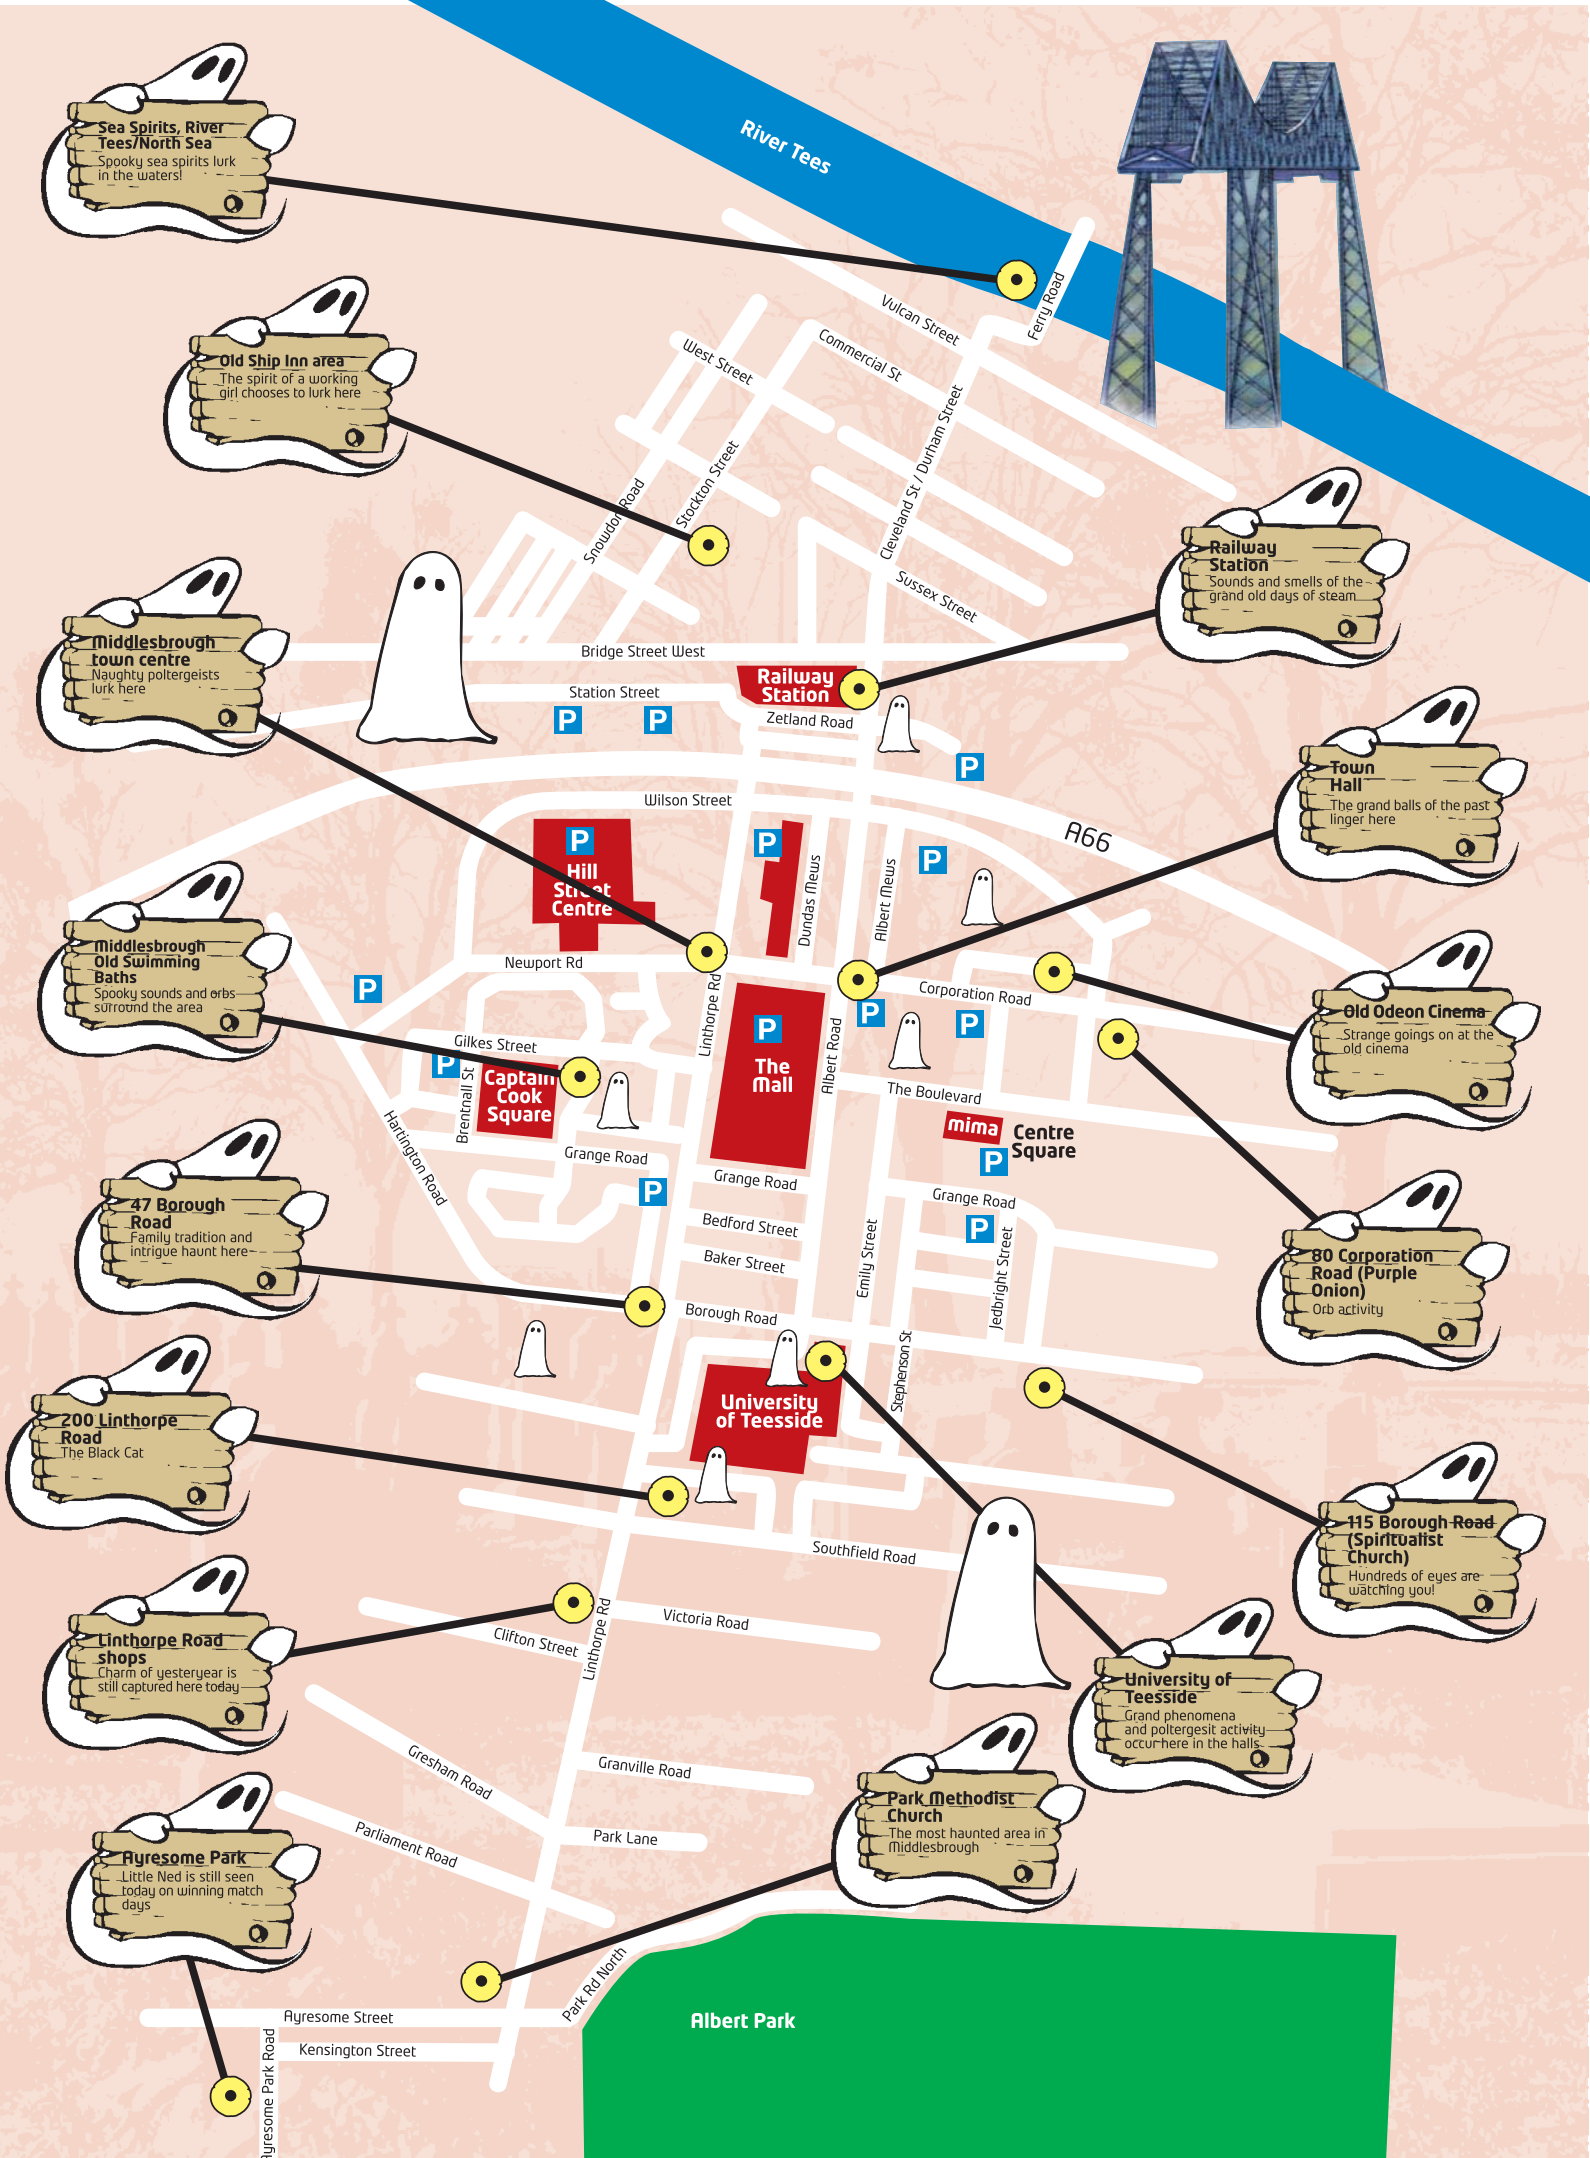 River Tees
Sea Spirits, River
Tees/North Sea
Spooky sea spirits lurk
in the waters!
Ferry Road
Vulcan Street
Commercial St
West Street
Old Ship Inn area
The spirit of a working
girl chooses to lurk here
Cleveland St / Durham Street
Stockton Street
Snowdon Road
Sussex Street
Railway
Station
Sounds and smells of the
grand old days of steam
Middlesbrough
town centre
Naughty poltergeists
lurk here
Bridge Street West
Station Street
Railway
Station
Zetland Road
P
P
P
Town
Hall
The grand balls of the past
linger here
Wilson Street
A66
P
Hill
Street
Centre
P
P
Dundas Mews
Albert Mews
Middlesbrough
Old Swimming
Baths
Spooky sounds and orbs
surround the area
Newport Rd
P
Linthorpe Rd
Corporation Road
P
P
Old Odeon Cinema
Strange goings on at the
old cinema
Gilkes Street
P
Captain
Cook
Square
Brentnall St
P
The
Mall
Albert Road
The Boulevard
mima
Centre
Square
P
Hartington Road
Grange Road
P
Grange Road
Grange Road
P
47 Borough
Road
Family tradition and
intrigue haunt here
Bedford Street
Baker Street
Emily Street
Jedbright Street
80 Corporation
Road (Purple
Onion)
Orb activity
Borough Road
Stephenson St
University
of Teesside
200 Linthorpe
Road
The Black Cat
115 Borough Road
(Spiritualist
Church)
Hundreds of eyes are
watching you!
Southfield Road
Linthorpe Road
shops
Charm of yesteryear is
still captured here today
Clifton Street
Linthorpe Rd
Victoria Road
University of
Teesside
Grand phenomena
and poltergesit activity
occur here in the halls
Gresham Road
Granville Road
Park Methodist
Church
The most haunted area in
Middlesbrough
Parliament Road
Park Lane
Ayresome Park
Little Ned is still seen
today on winning match
days
Park Rd North
Ayresome Street
Albert Park
Kensington Street
Ayresome Park Road